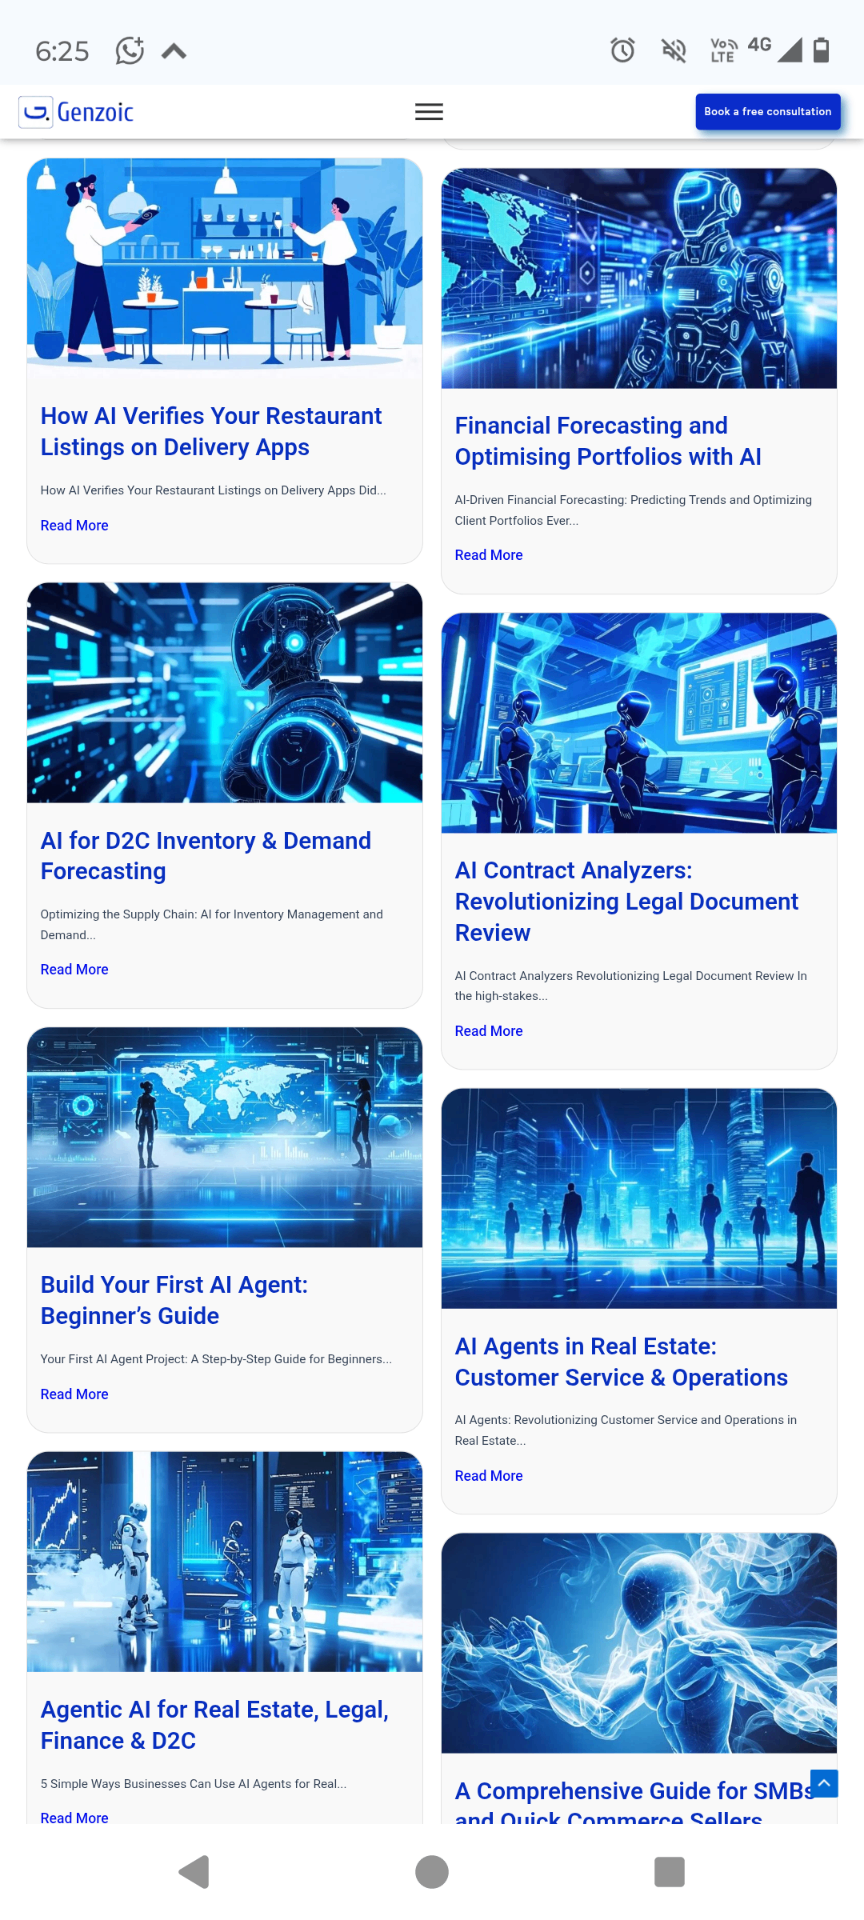 6:25
Vo
LTE
4G
Genzoic
Book a free consultation
How AI Verifies Your Restaurant
Listings on Delivery Apps
How AI Verifies Your Restaurant Listings on Delivery Apps Did...
Read More
Financial Forecasting and
Optimising Portfolios with AI
AI-Driven Financial Forecasting: Predicting Trends and Optimizing
Client Portfolios Ever...
Read More
AI for D2C Inventory & Demand
Forecasting
Optimizing the Supply Chain: AI for Inventory Management and
Demand...
Read More
AI Contract Analyzers:
Revolutionizing Legal Document
Review
AI Contract Analyzers Revolutionizing Legal Document Review In
the high-stakes...
Read More
Build Your First AI Agent:
Beginner’s Guide
Your First AI Agent Project: A Step-by-Step Guide for Beginners...
Read More
AI Agents in Real Estate:
Customer Service & Operations
AI Agents: Revolutionizing Customer Service and Operations in
Real Estate...
Read More
Agentic AI for Real Estate, Legal,
Finance & D2C
5 Simple Ways Businesses Can Use AI Agents for Real...
Read More
A Comprehensive Guide for SMBs
and Quick Commerce Sellers